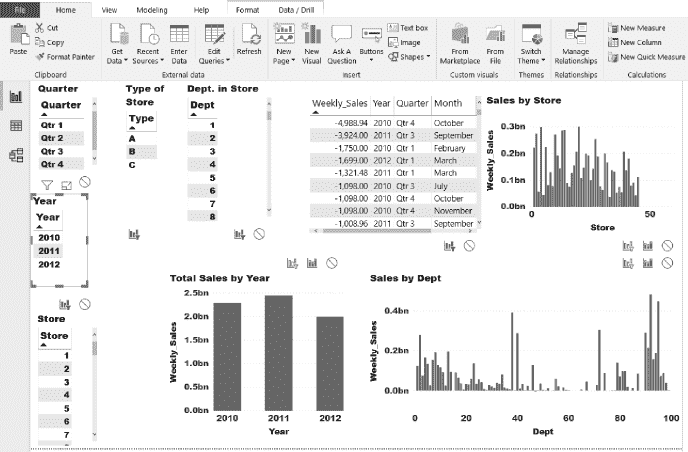 File Home View Modeling Help Format Data / Drill
Cut
Copy
Format Painter
Paste
Get Data
Recent Sources
Enter Data
Edit Queries
Refresh
New Page
New Visual
Ask A Question
Buttons
Text box
Image
Shapes
From Marketplace
From File
Switch Theme
Manage Relationships
New Measure
New Column
New Quick Measure
Clipboard External data Insert Custom visuals Themes Relationships Calculations
Quarter
Quarter
Qtr 1
Qtr 2
Qtr 3
Qtr 4
Type of Store
Type
A
B
C
Dept. in Store
Dept
1
2
3
4
5
6
7
8
Weekly_Sales Year Quarter Month
-4,988.94 2010 Qtr 4 October
-3,924.00 2011 Qtr 3 September
-1,750.00 2010 Qtr 1 February
-1,699.00 2012 Qtr 1 March
-1,321.48 2011 Qtr 1 March
-1,098.00 2010 Qtr 3 July
-1,098.00 2010 Qtr 4 October
-1,098.00 2010 Qtr 4 November
-1,008.96 2011 Qtr 3 September
Sales by Store
Weekly_Sales
0.3bn
0.2bn
0.1bn
0.0bn
0 50
Store
Year
Year
2010
2011
2012
Store
Store
1
2
3
4
5
6
7
Total Sales by Year
Weekly_Sales
2.5bn
2.0bn
1.5bn
1.0bn
0.5bn
0.0bn
2010 2011 2012
Year
Sales by Dept
Weekly_Sales
0.4bn
0.2bn
0.0bn
0 20 40 60 80 100
Dept